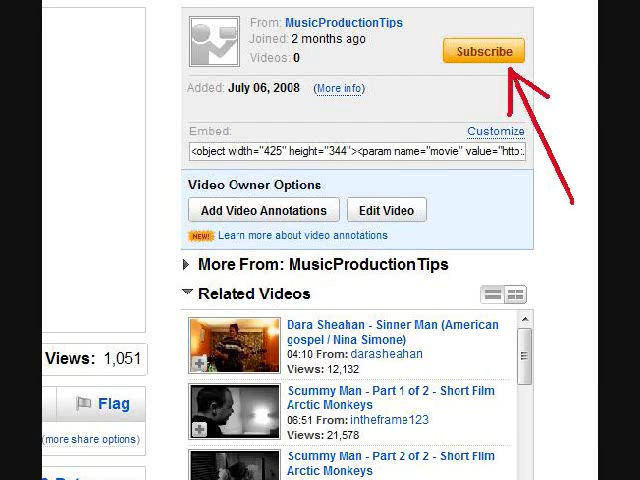 From: MusicProductionTips
Joined: 2 months ago
Videos: 0
Subscribe
Added: July 06, 2008 (More info)
Embed: Customize
<object width="425" height="344"><param name="movie" value="http:
Video Owner Options
Add Video Annotations Edit Video
NEW! Learn more about video annotations
More From: MusicProductionTips
Related Videos
Dara Sheahan - Sinner Man (American
gospel / Nina Simone)
04:10 From: darasheahan
Views: 12,132
Scummy Man - Part 1 of 2 - Short Film
Arctic Monkeys
06:51 From: intheframe123
Views: 21,578
Scummy Man - Part 2 of 2 - Short Film
Arctic Monkeys
Views: 1,051
Flag
(more share options)